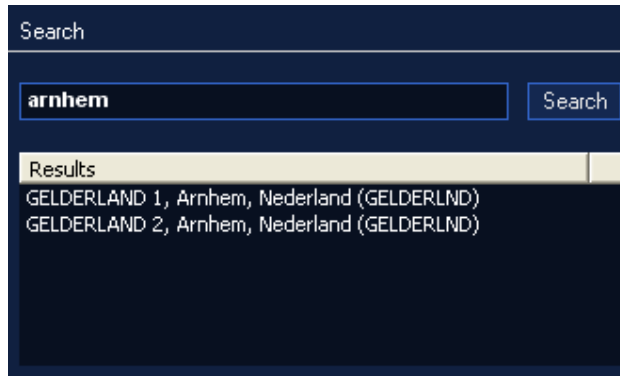 Search
arnhem
Search
Results
GELDERLAND 1, Arnhem, Nederland (GELDERLND)
GELDERLAND 2, Arnhem, Nederland (GELDERLND)